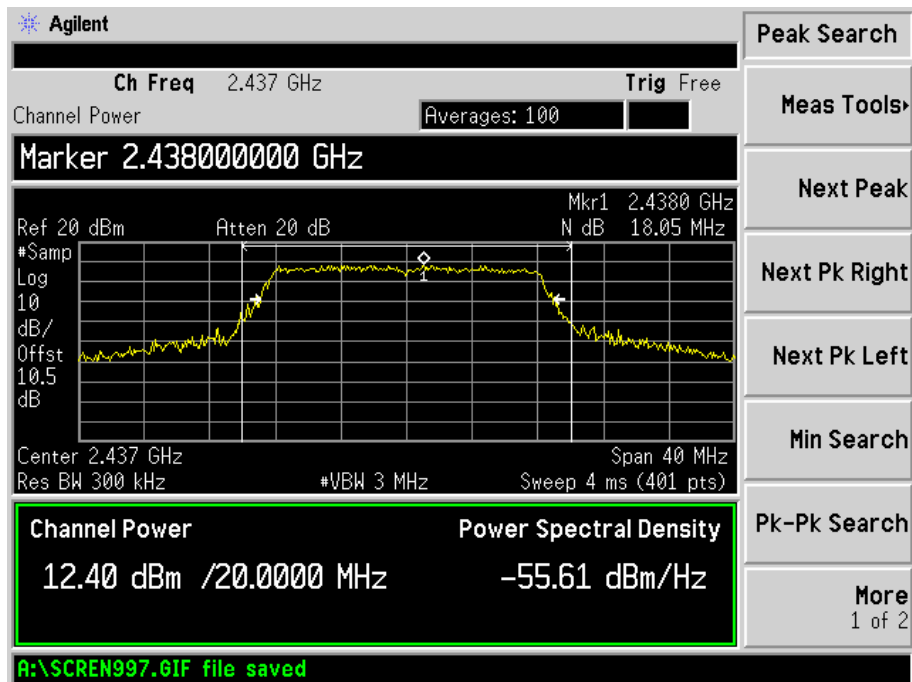 Agilent
Peak Search
Ch Freq 2.437 GHz Trig Free
Channel Power Averages: 100
Meas Tools
Marker 2.438000000 GHz
Mkr1 2.4380 GHz
Ref 20 dBm Atten 20 dB N dB 18.05 MHz
Next Peak
#Samp
Log
10
dB/
Offst
10.5
dB
1
Next Pk Right
Next Pk Left
Center 2.437 GHz Span 40 MHz
Res BW 300 kHz #VBW 3 MHz Sweep 4 ms (401 pts)
Min Search
Channel Power Power Spectral Density
12.40 dBm /20.0000 MHz -55.61 dBm/Hz
Pk-Pk Search
More
1 of 2
A:\SCREN997.GIF file saved